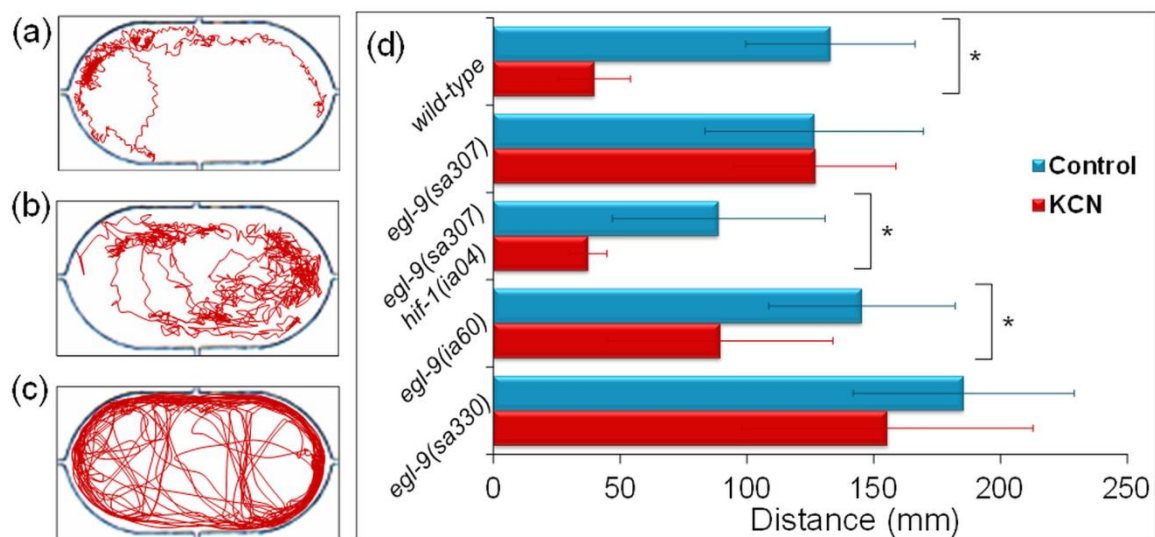 (a)
(b)
(c)
(d)
wild-type
egl-9(sa307)
egl-9(sa307)
hif-1(ia04)
egl-9(ia60)
egl-9(sa330)
*
*
*
Control
KCN
0 50 100 150 200 250
Distance (mm)